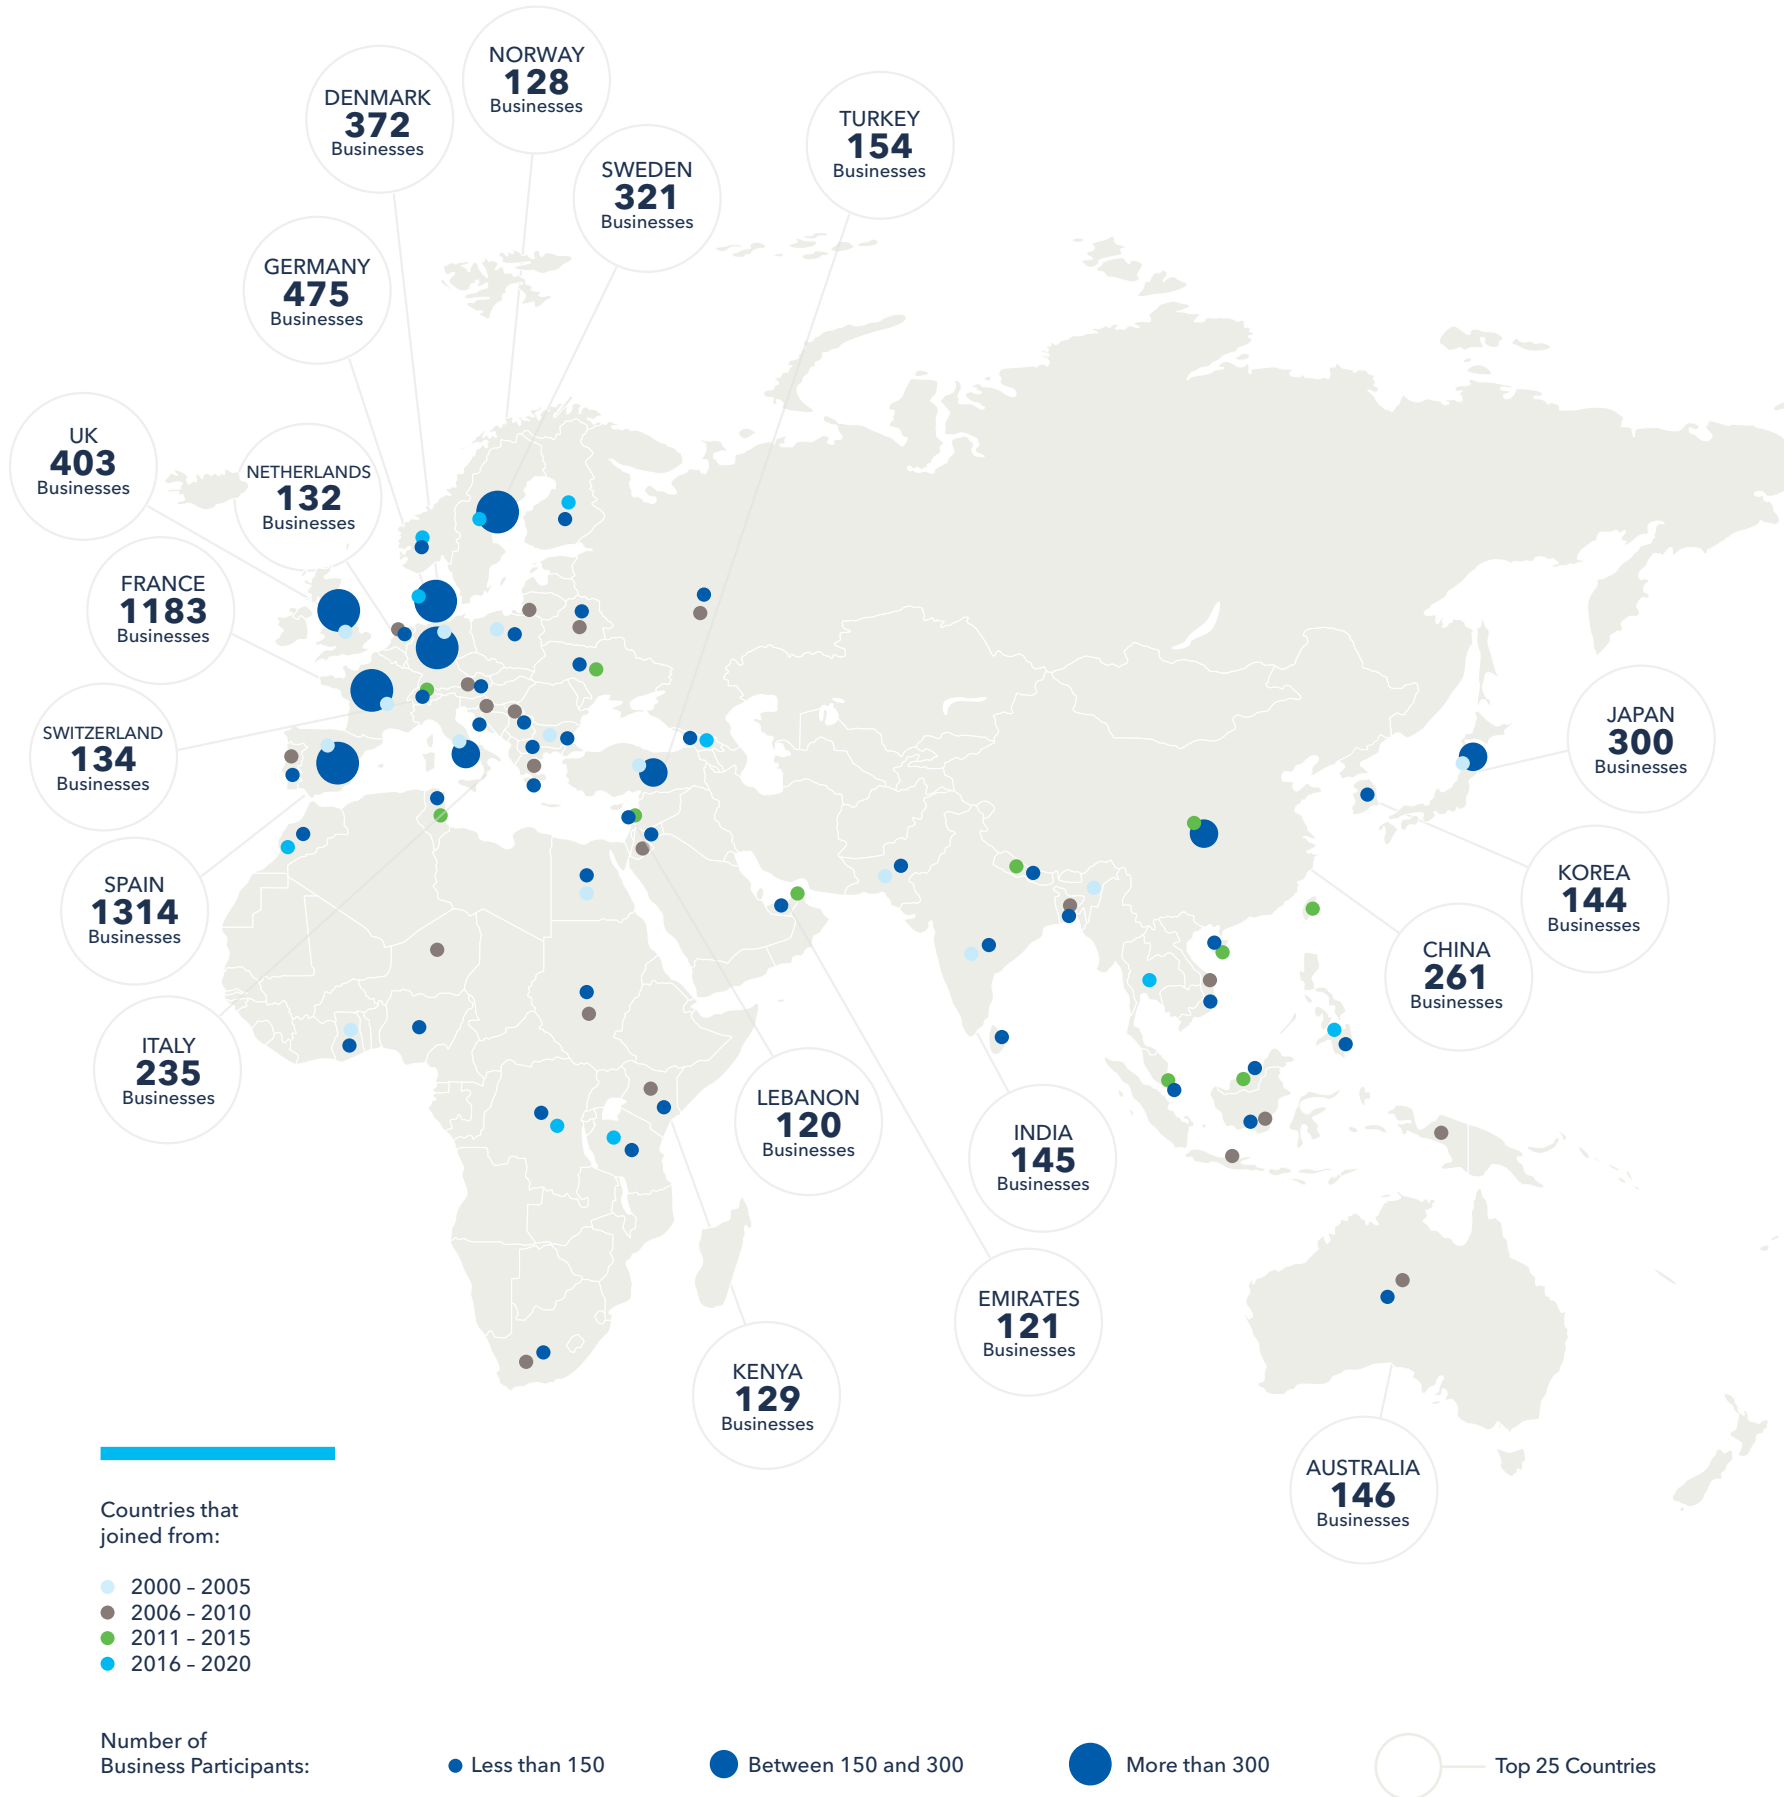 NORWAY
128
Businesses
DENMARK
372
Businesses
TURKEY
154
Businesses
SWEDEN
321
Businesses
GERMANY
475
Businesses
UK
403
Businesses
NETHERLANDS
132
Businesses
FRANCE
1183
Businesses
SWITZERLAND
134
Businesses
JAPAN
300
Businesses
SPAIN
1314
Businesses
KOREA
144
Businesses
CHINA
261
Businesses
ITALY
235
Businesses
LEBANON
120
Businesses
INDIA
145
Businesses
EMIRATES
121
Businesses
KENYA
129
Businesses
AUSTRALIA
146
Businesses
Countries that
joined from:
2000 – 2005
2006 – 2010
2011 – 2015
2016 – 2020
Number of
Business Participants:
Less than 150
Between 150 and 300
More than 300
Top 25 Countries